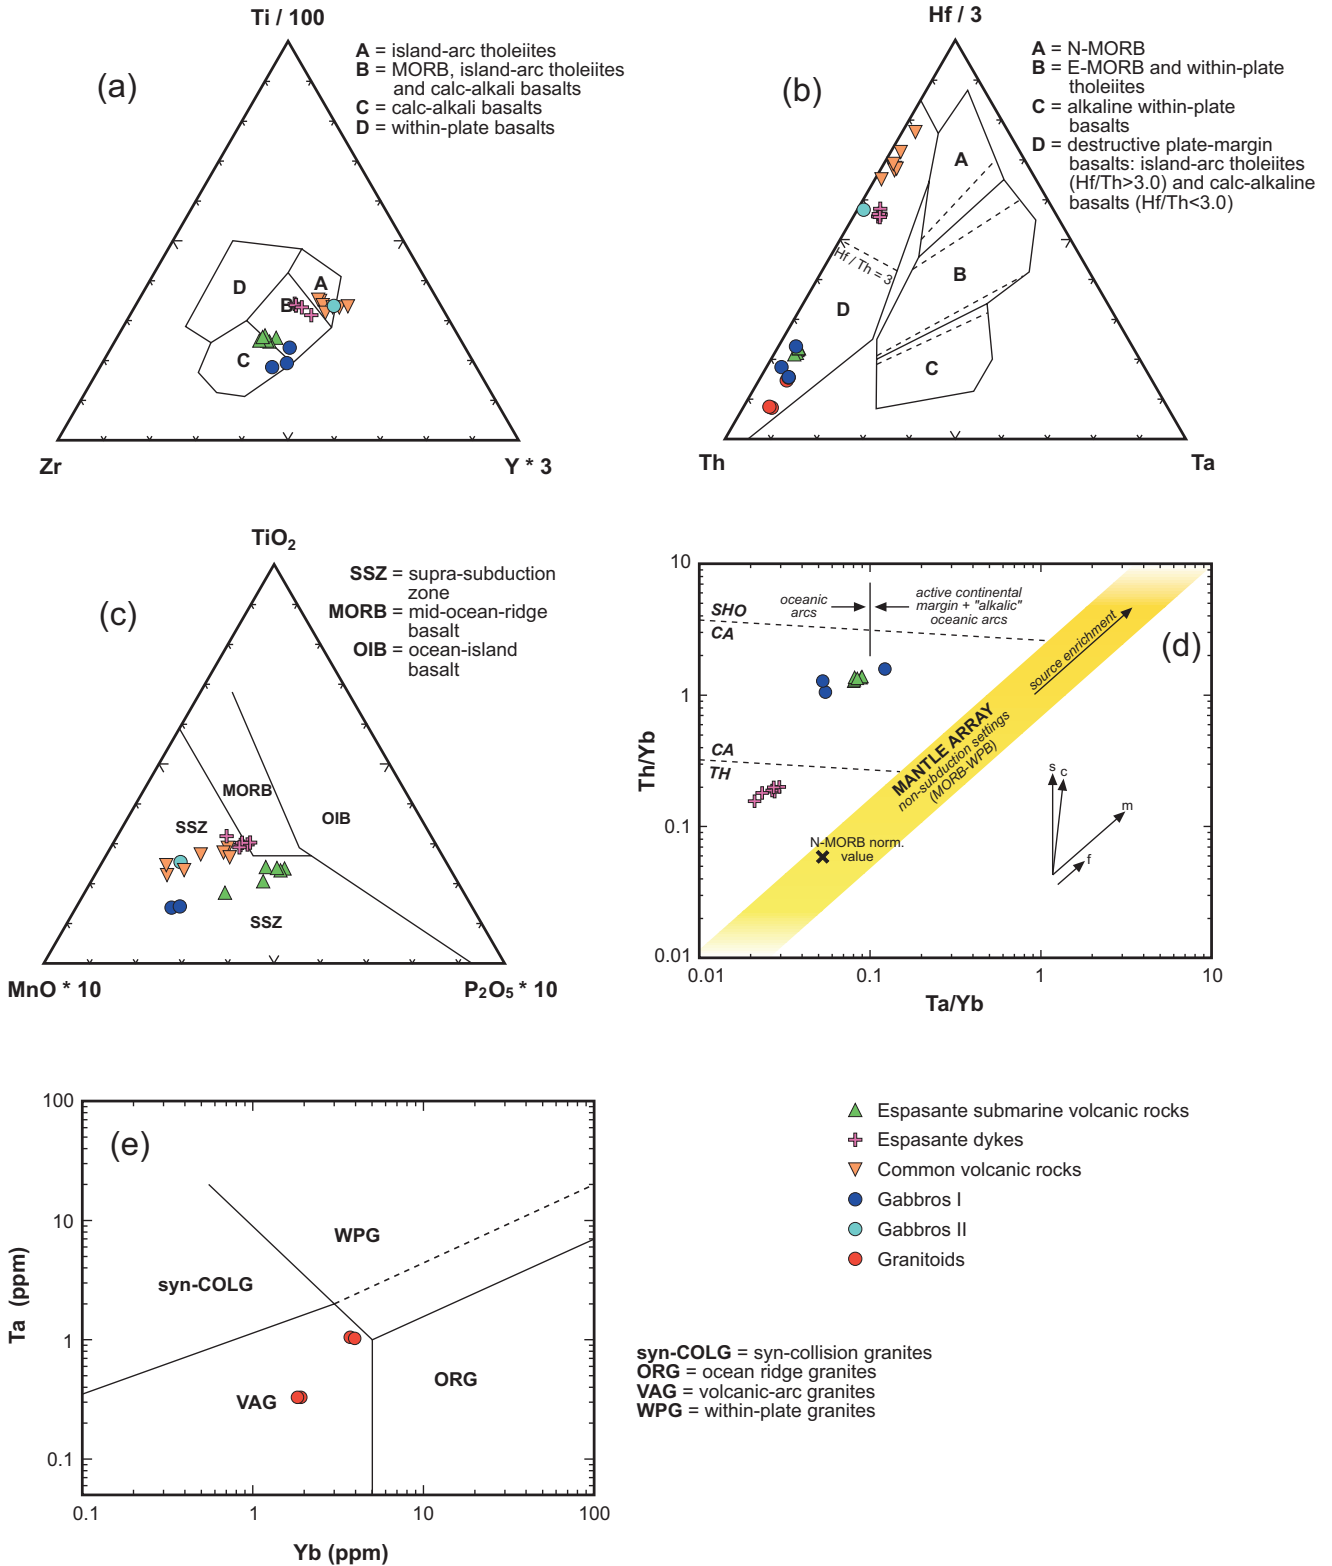 Ti / 100
(a)
A = island-arc tholeiites
B = MORB, island-arc tholeiites
and calc-alkali basalts
C = calc-alkali basalts
D = within-plate basalts
D
A
B
C
Zr
Y * 3
Hf / 3
(b)
A = N-MORB
B = E-MORB and within-plate
tholeiites
C = alkaline within-plate
basalts
D = destructive plate-margin
basalts: island-arc tholeiites
(Hf/Th>3.0) and calc-alkaline
basalts (Hf/Th<3.0)
A
Hf / Th = 3
B
D
C
Th
Ta
TiO2
(c)
SSZ = supra-subduction
zone
MORB = mid-ocean-ridge
basalt
OIB = ocean-island
basalt
MORB
OIB
SSZ
SSZ
MnO * 10
P2O5 * 10
10
1
0.1
0.01
Th/Yb
oceanic
arcs
active continental
margin + "alkalic"
oceanic arcs
SHO
CA
(d)
source enrichment
MANTLE ARRAY
non-subduction settings
(MORB-WPB)
CA
TH
N-MORB norm.
value
s
c
m
f
0.01
0.1
1
10
Ta/Yb
100
10
1
0.1
Ta (ppm)
(e)
WPG
syn-COLG
VAG
ORG
0.1
1
10
100
Yb (ppm)
Espasante submarine volcanic rocks
Espasante dykes
Common volcanic rocks
Gabbros I
Gabbros II
Granitoids
syn-COLG = syn-collision granites
ORG = ocean ridge granites
VAG = volcanic-arc granites
WPG = within-plate granites